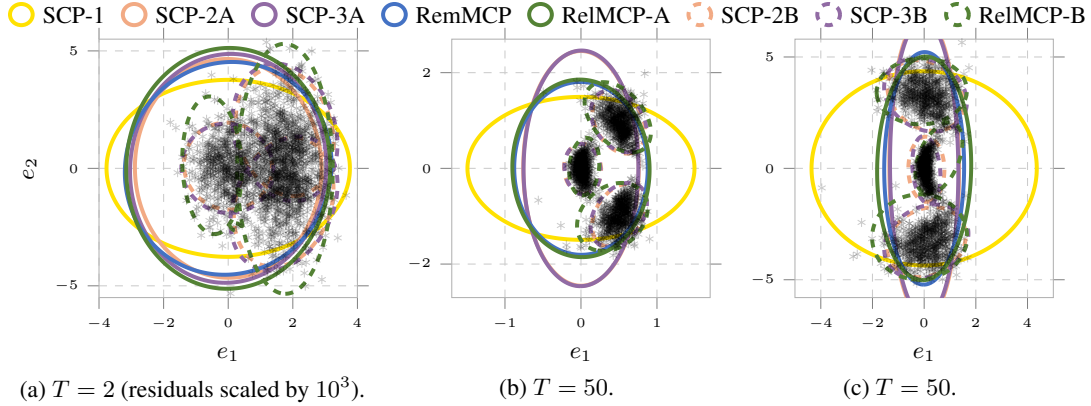 SCP-1 SCP-2A SCP-3A RemMCP RelMCP-A SCP-2B SCP-3B RelMCP-B
5
0
−5
e₂
−4 −2 0 2 4
e₁
2
0
−2
−1 0 1
e₁
5
0
−5
−4 −2 0 2 4
e₁
(a) T = 2 (residuals scaled by 10³).
(b) T = 50.
(c) T = 50.